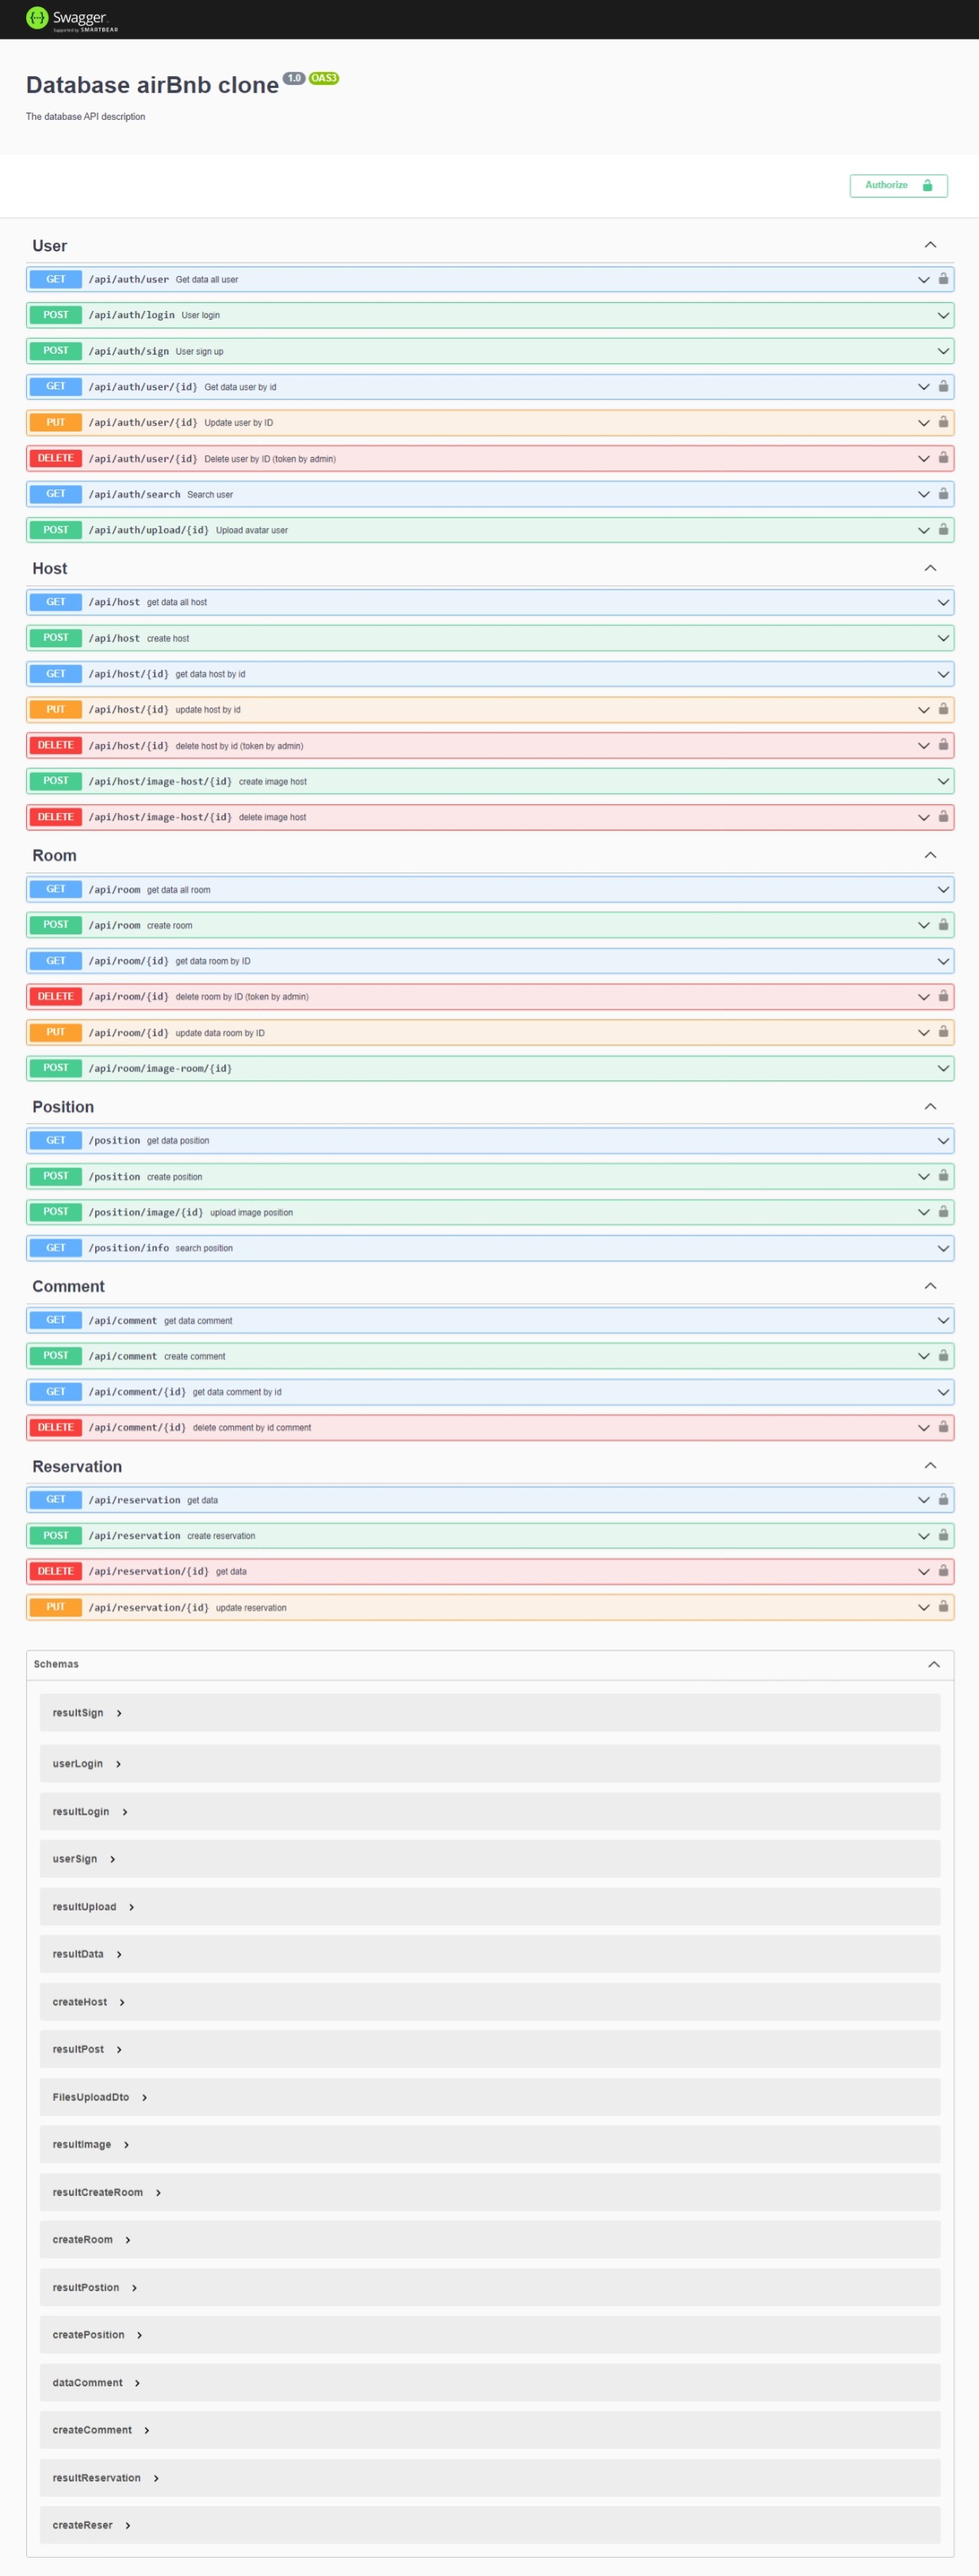 Swagger.
Supported by SMARTBEAR
Database airBnb clone 1.0 OAS3
The database API description
Authorize
User
GET /api/auth/user Get data all user
POST /api/auth/login User login
POST /api/auth/sign User sign up
GET /api/auth/user/{id} Get data user by id
PUT /api/auth/user/{id} Update user by ID
DELETE /api/auth/user/{id} Delete user by ID (token by admin)
GET /api/auth/search Search user
POST /api/auth/upload/{id} Upload avatar user
Host
GET /api/host get data all host
POST /api/host create host
GET /api/host/{id} get data host by id
PUT /api/host/{id} update host by id
DELETE /api/host/{id} delete host by id (token by admin)
POST /api/host/image-host/{id} create image host
DELETE /api/host/image-host/{id} delete image host
Room
GET /api/room get data all room
POST /api/room create room
GET /api/room/{id} get data room by ID
DELETE /api/room/{id} delete room by ID (token by admin)
PUT /api/room/{id} update data room by ID
POST /api/room/image-room/{id}
Position
GET /position get data position
POST /position create position
POST /position/image/{id} upload image position
GET /position/info search position
Comment
GET /api/comment get data comment
POST /api/comment create comment
GET /api/comment/{id} get data comment by id
DELETE /api/comment/{id} delete comment by id comment
Reservation
GET /api/reservation get data
POST /api/reservation create reservation
DELETE /api/reservation/{id} get data
PUT /api/reservation/{id} update reservation
Schemas
resultSign
userLogin
resultLogin
userSign
resultUpload
resultData
createHost
resultPost
FilesUploadDto
resultImage
resultCreateRoom
createRoom
resultPostion
createPosition
dataComment
createComment
resultReservation
createReser